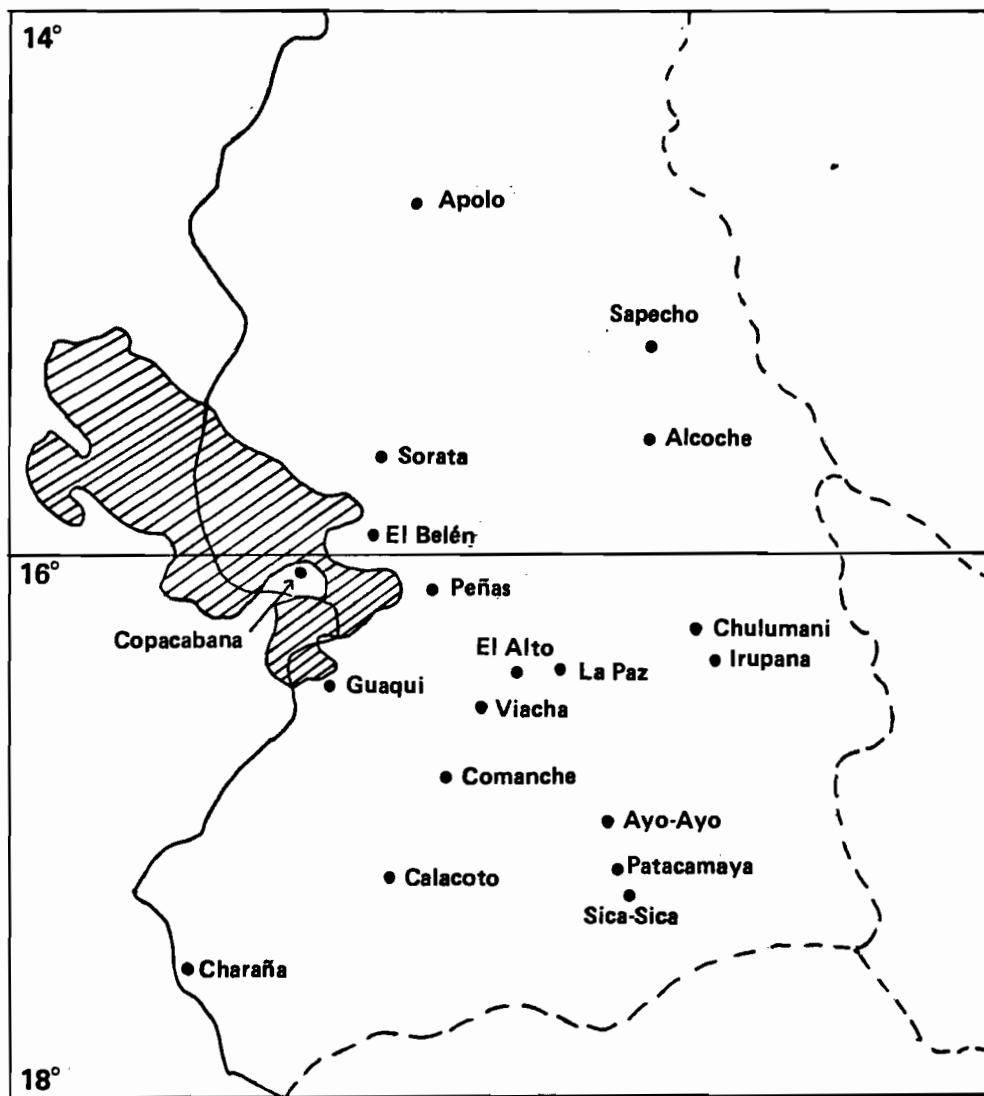 14°
Apolo
Sapecho
Alcoche
Sorata
El Belén
16°
Peñas
Copacabana
Chulumani
El Alto
La Paz
Irupana
Guaqui
Viacha
Comanche
Ayo-Ayo
Patacamaya
Calacoto
Sica-Sica
Charaña
18°